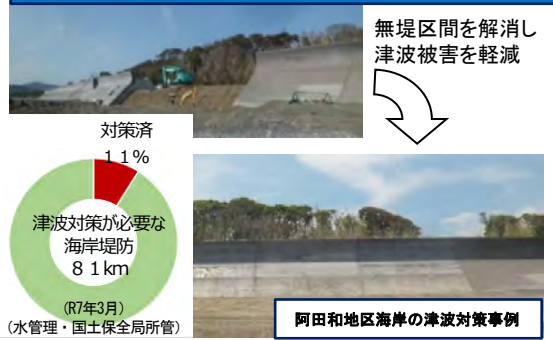 無堤区間を解消し
津波被害を軽減
対策済
11%
津波対策が必要な
海岸堤防
81km
(R7年3月)
(水管理・国土保全局所管)
阿田和地区海岸の津波対策事例